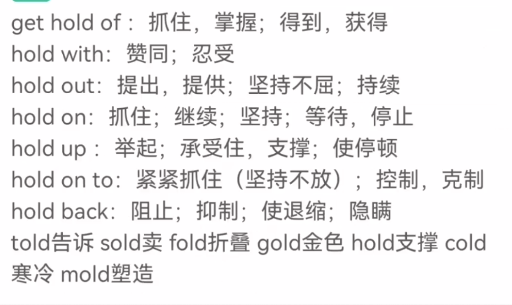 get hold of ：抓住，掌握；得到，获得
hold with：赞同；忍受
hold out：提出，提供；坚持不屈；持续
hold on：抓住；继续；坚持；等待，停止
hold up ：举起；承受住，支撑；使停顿
hold on to：紧紧抓住（坚持不放）；控制，克制
hold back：阻止；抑制；使退缩；隐瞒
told告诉 sold卖 fold折叠 gold金色 hold支撑 cold
寒冷 mold塑造